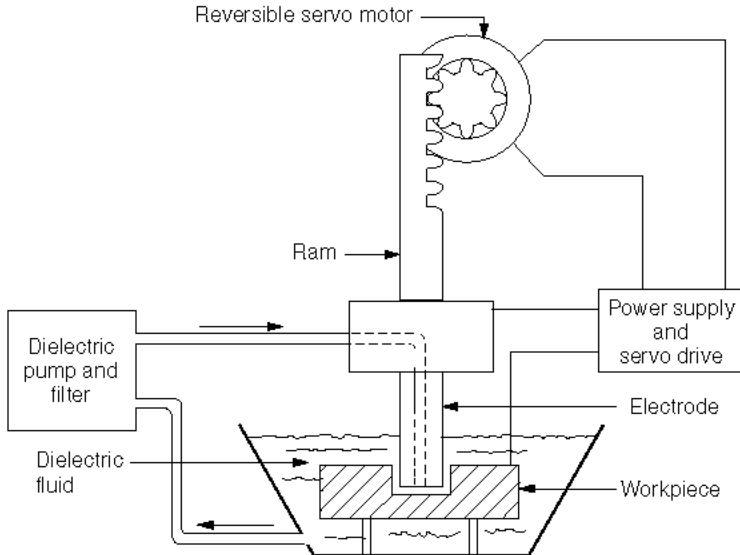 Reversible servo motor
Ram
Power supply
and
servo drive
Dielectric
pump and
filter
Electrode
Dielectric
fluid
Workpiece